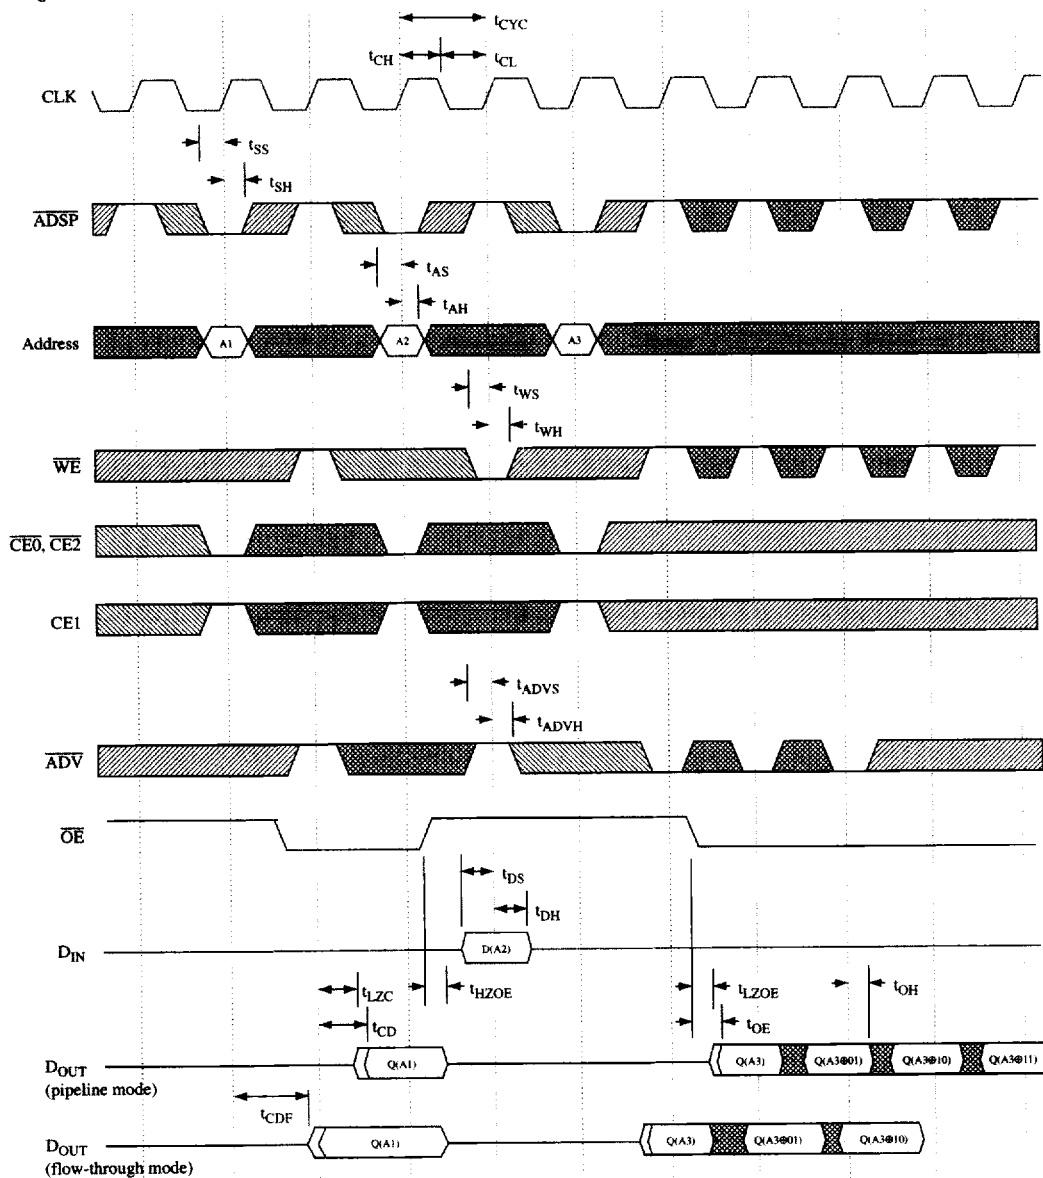 tCYC
tCH
tCL
CLK
tSS
tSH
ADSP
tAS
tAH
Address
A1
A2
A3
tWS
tWH
WE
CE0, CE2
CE1
tADVS
tADVH
ADV
OE
tDS
tDH
DIN
D(A2)
tLZC
tHZOE
tLZOE
tOH
tCD
tOE
DOUT
(pipeline mode)
Q(A1)
Q(A3)
Q(A3⊕01)
Q(A3⊕10)
Q(A3⊕11)
tCDF
DOUT
(flow-through mode)
Q(A1)
Q(A3)
Q(A3⊕01)
Q(A3⊕10)